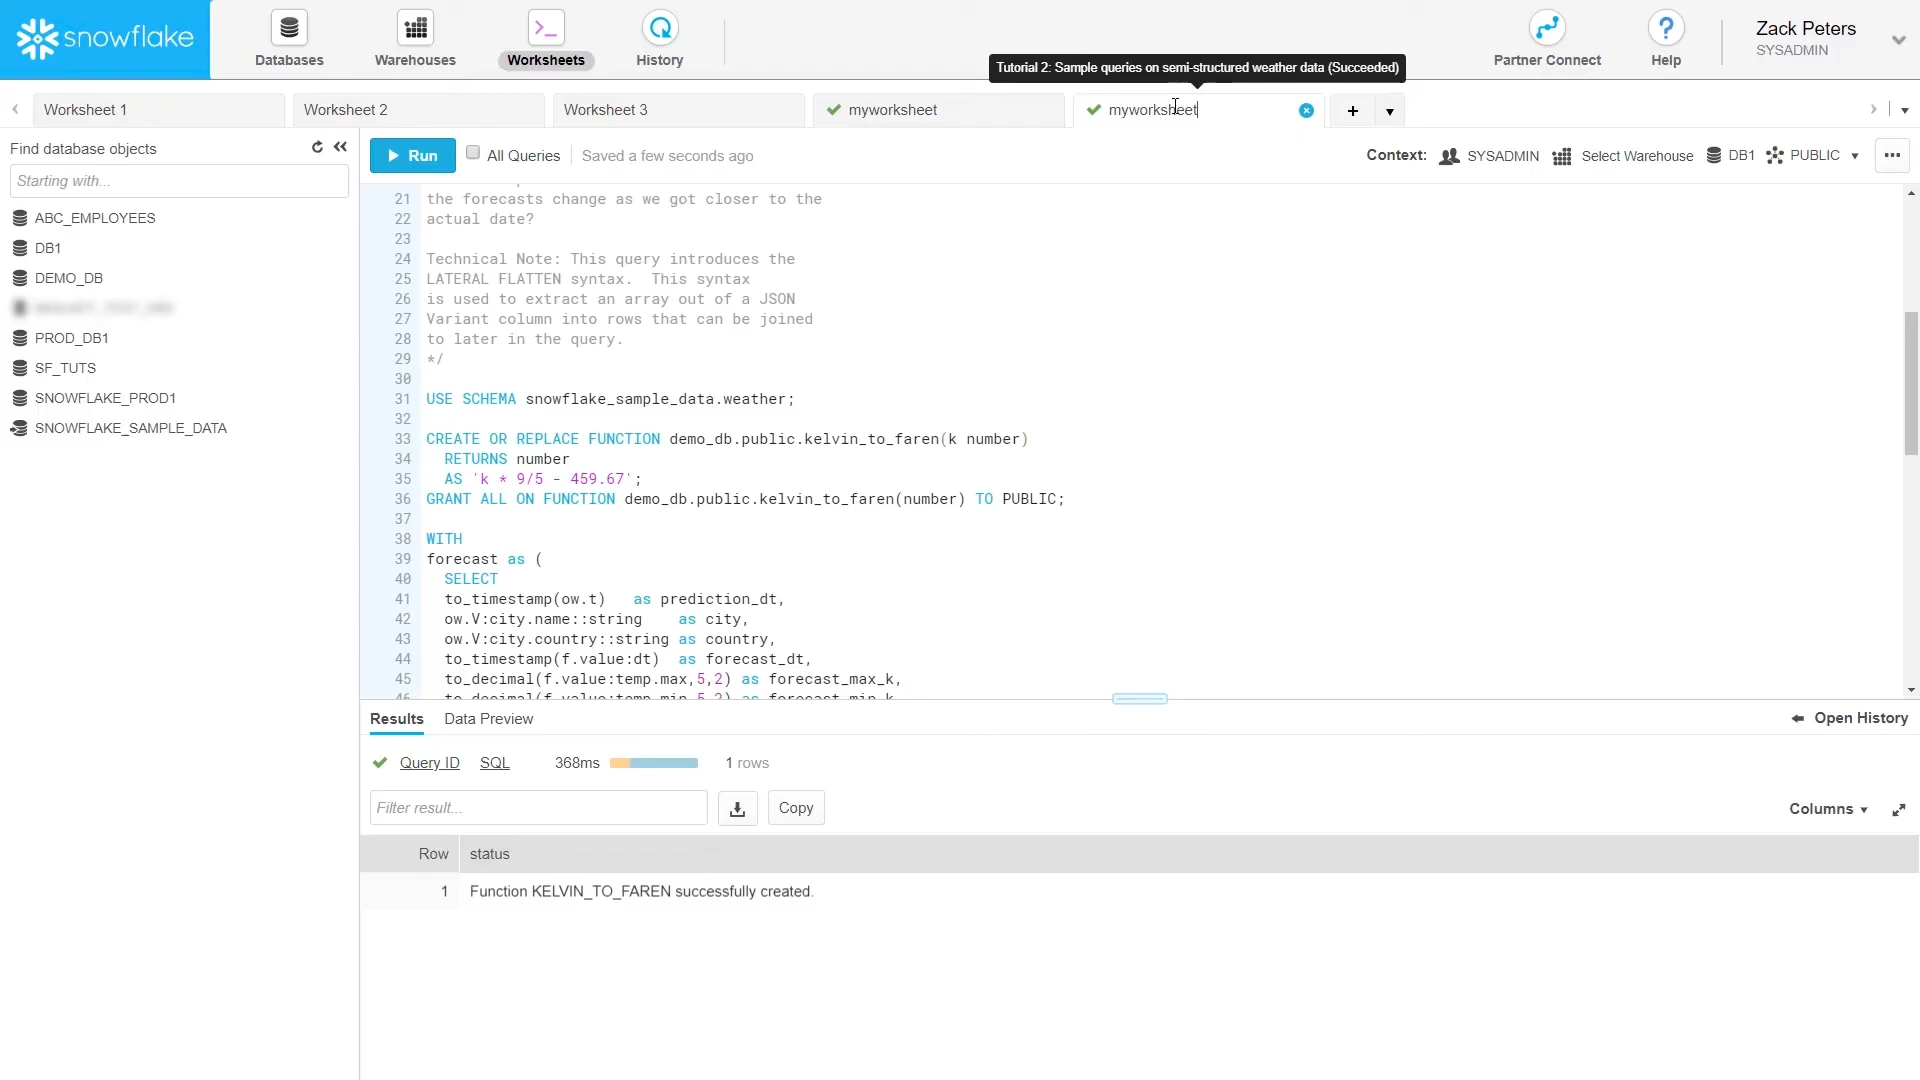 snowflake
Databases
Warehouses
Worksheets
History
Partner Connect
Help
Zack Peters
SYSADMIN
Tutorial 2: Sample queries on semi-structured weather data (Succeeded)
Worksheet 1
Worksheet 2
Worksheet 3
myworksheet
myworksheet
Find database objects
Starting with...
ABC_EMPLOYEES
DB1
DEMO_DB
PROD_DB1
SF_TUTS
SNOWFLAKE_PROD1
SNOWFLAKE_SAMPLE_DATA
Run
All Queries
Saved a few seconds ago
Context: SYSADMIN Select Warehouse DB1 PUBLIC
21 the forecasts change as we got closer to the
22 actual date?
23
24 Technical Note: This query introduces the
25 LATERAL FLATTEN syntax.  This syntax
26 is used to extract an array out of a JSON
27 Variant column into rows that can be joined
28 to later in the query.
29 */
30
31 USE SCHEMA snowflake_sample_data.weather;
32
33 CREATE OR REPLACE FUNCTION demo_db.public.kelvin_to_faren(k number)
34   RETURNS number
35   AS 'k * 9/5 - 459.67';
36 GRANT ALL ON FUNCTION demo_db.public.kelvin_to_faren(number) TO PUBLIC;
37
38 WITH
39 forecast as (
40   SELECT
41   to_timestamp(ow.t)   as prediction_dt,
42   ow.V:city.name::string    as city,
43   ow.V:city.country::string as country,
44   to_timestamp(f.value:dt)  as forecast_dt,
45   to_decimal(f.value:temp.max,5,2) as forecast_max_k,
46   to_decimal(f.value:temp.min,5,2) as forecast_min_k,
Results
Data Preview
Open History
Query ID SQL 368ms 1 rows
Filter result...
Copy
Columns
Row status
1 Function KELVIN_TO_FAREN successfully created.